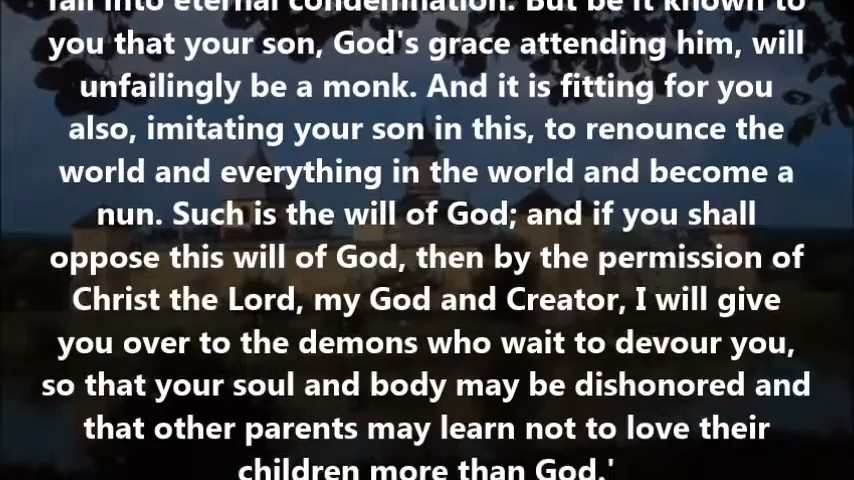 fall into eternal condemnation. But be it known to
you that your son, God's grace attending him, will
unfailingly be a monk. And it is fitting for you
also, imitating your son in this, to renounce the
world and everything in the world and become a
nun. Such is the will of God; and if you shall
oppose this will of God, then by the permission of
Christ the Lord, my God and Creator, I will give
you over to the demons who wait to devour you,
so that your soul and body may be dishonored and
that other parents may learn not to love their
children more than God.'